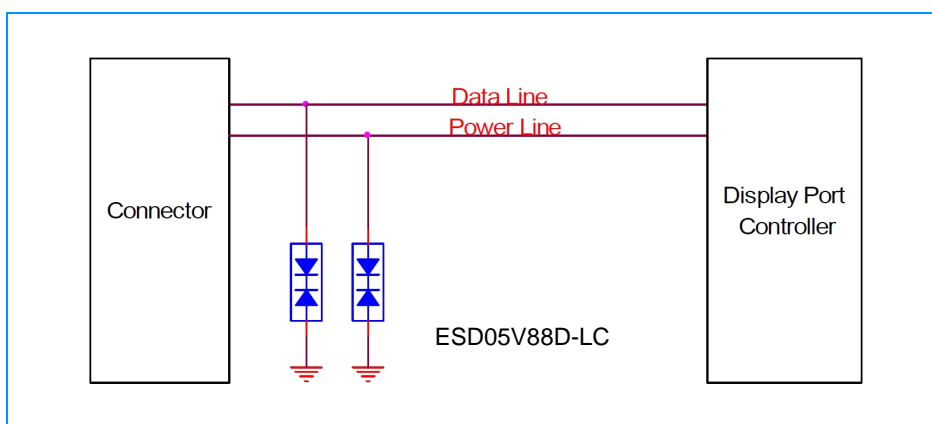 Data Line
Power Line
Connector
Display Port
Controller
ESD05V88D-LC